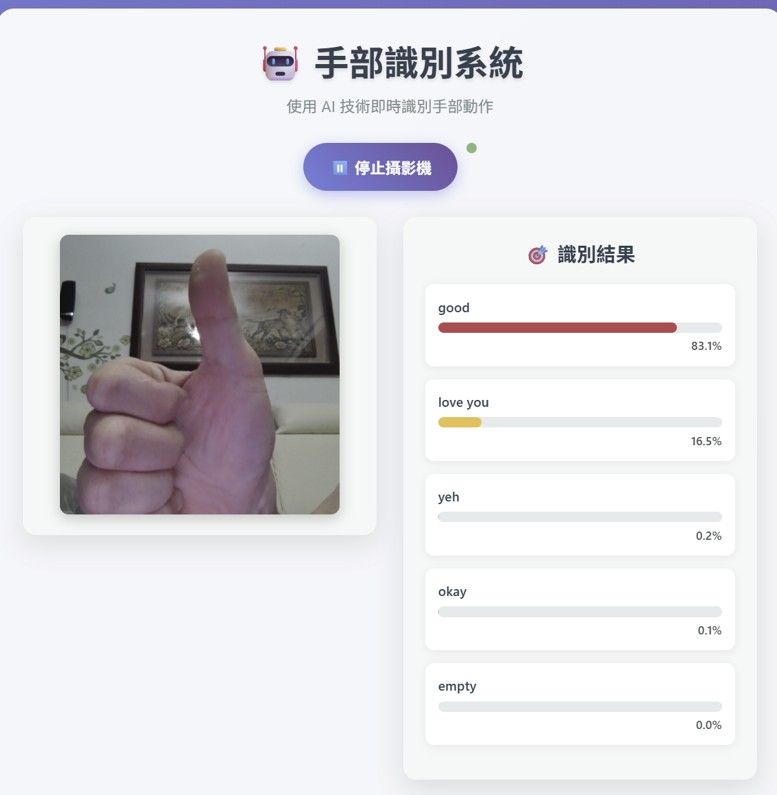 手部識別系統
使用 AI 技術即時識別手部動作
停止攝影機
識別結果
good
83.1%
love you
16.5%
yeh
0.2%
okay
0.1%
empty
0.0%